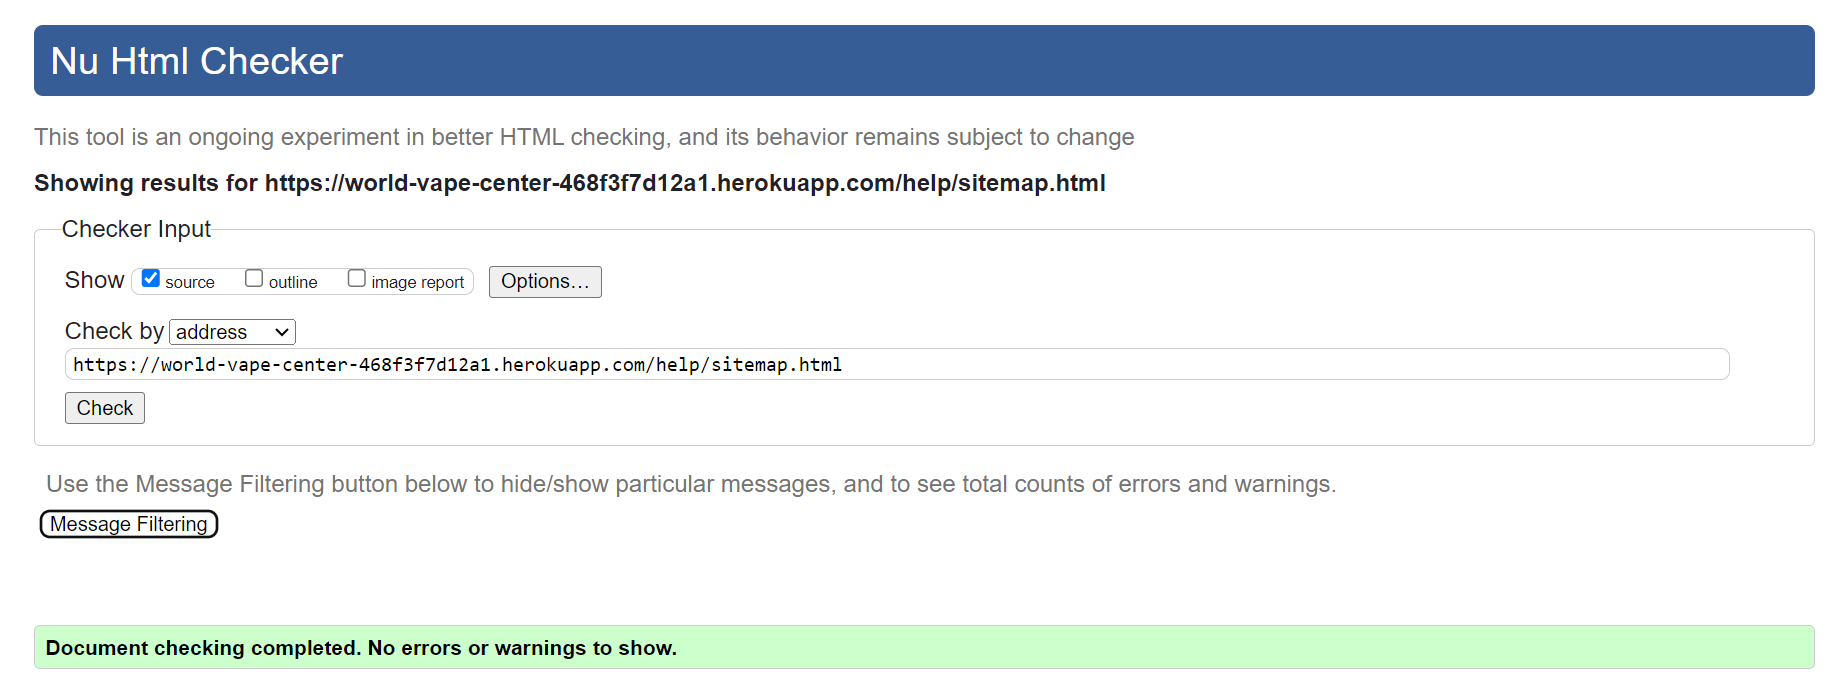 Nu Html Checker
This tool is an ongoing experiment in better HTML checking, and its behavior remains subject to change
Showing results for https://world-vape-center-468f3f7d12a1.herokuapp.com/help/sitemap.html
Checker Input
Show source outline image report Options…
Check by address
https://world-vape-center-468f3f7d12a1.herokuapp.com/help/sitemap.html
Check
Use the Message Filtering button below to hide/show particular messages, and to see total counts of errors and warnings.
Message Filtering
Document checking completed. No errors or warnings to show.